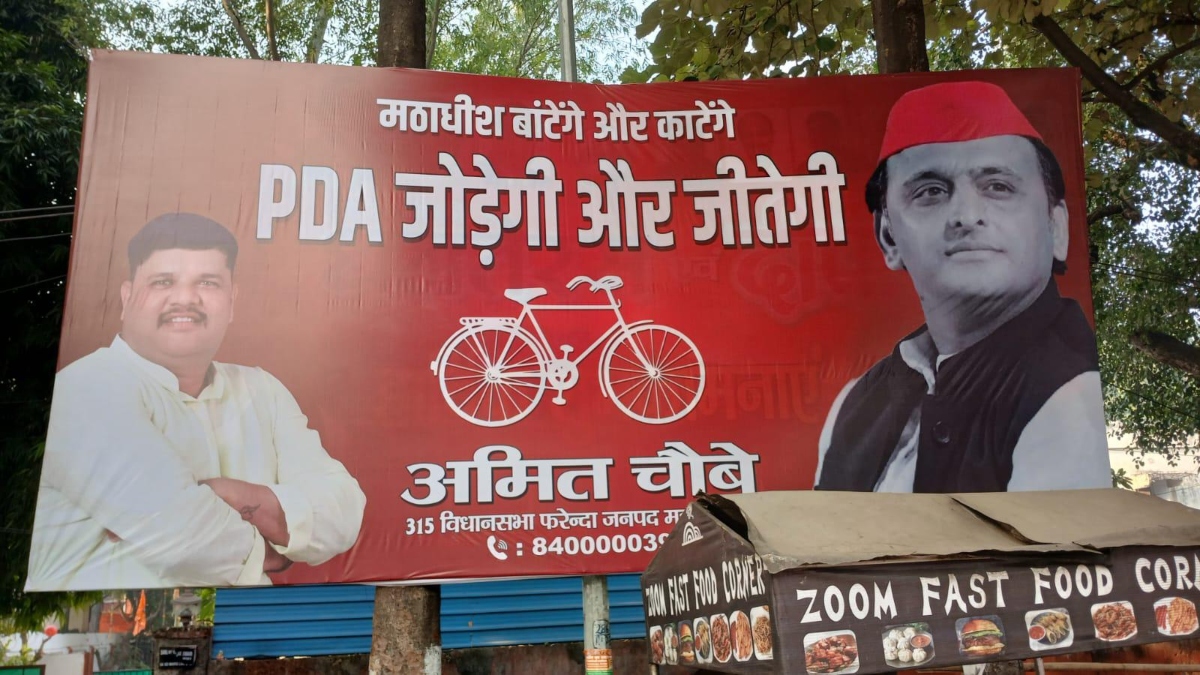 मठाधीश बांटेंगे और काटेंगे
PDA जोड़ेगी और जीतेगी
अमित चौबे
315 विधानसभा फरेन्दा जनपद
: 840000039
ZOOM FAST FOOD CORNER
ZOOM FAST FOOD